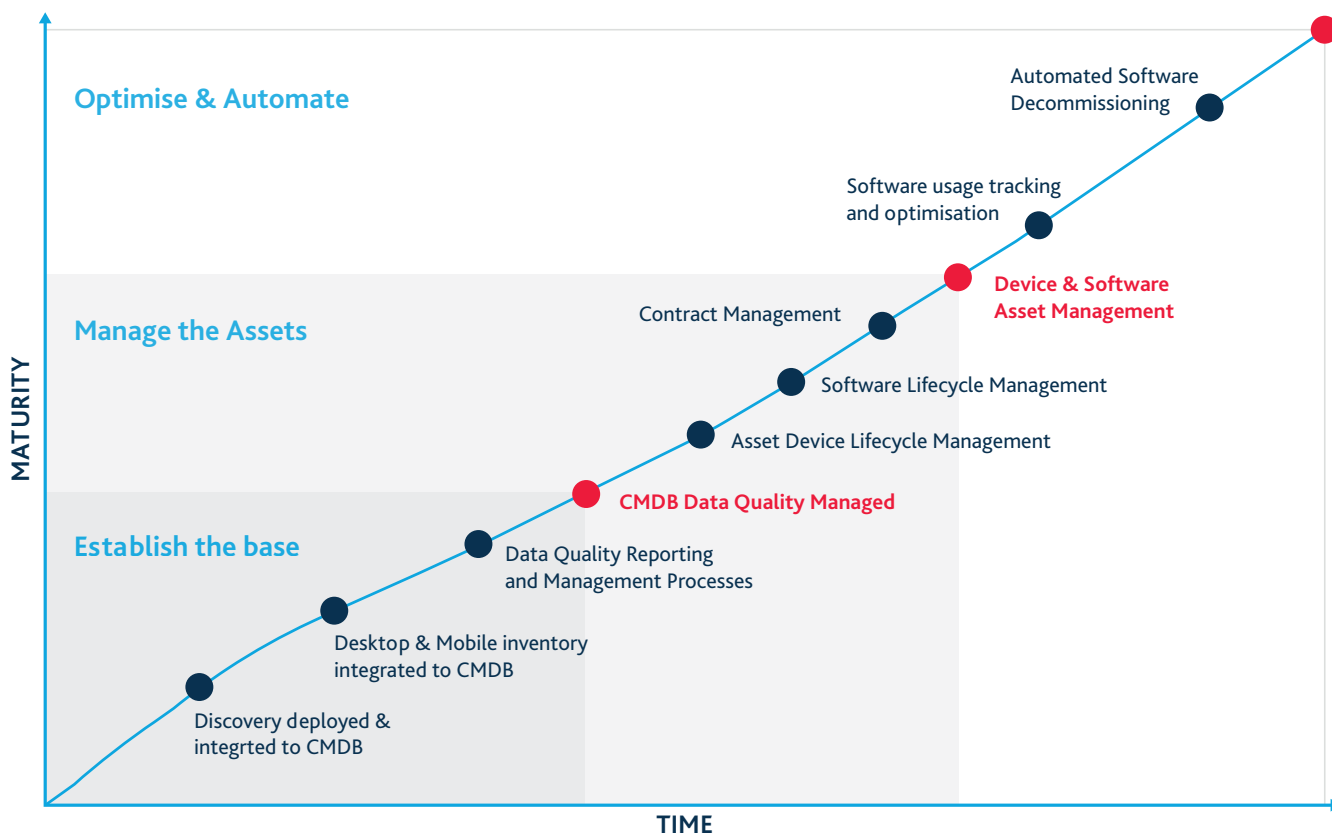 Optimise & Automate
Automated Software
Decommissioning
Software usage tracking
and optimisation
Device & Software
Asset Management
Manage the Assets
Contract Management
Software Lifecycle Management
Asset Device Lifecycle Management
CMDB Data Quality Managed
Establish the base
Data Quality Reporting
and Management Processes
Desktop & Mobile inventory
integrated to CMDB
Discovery deployed &
integrted to CMDB
MATURITY
TIME